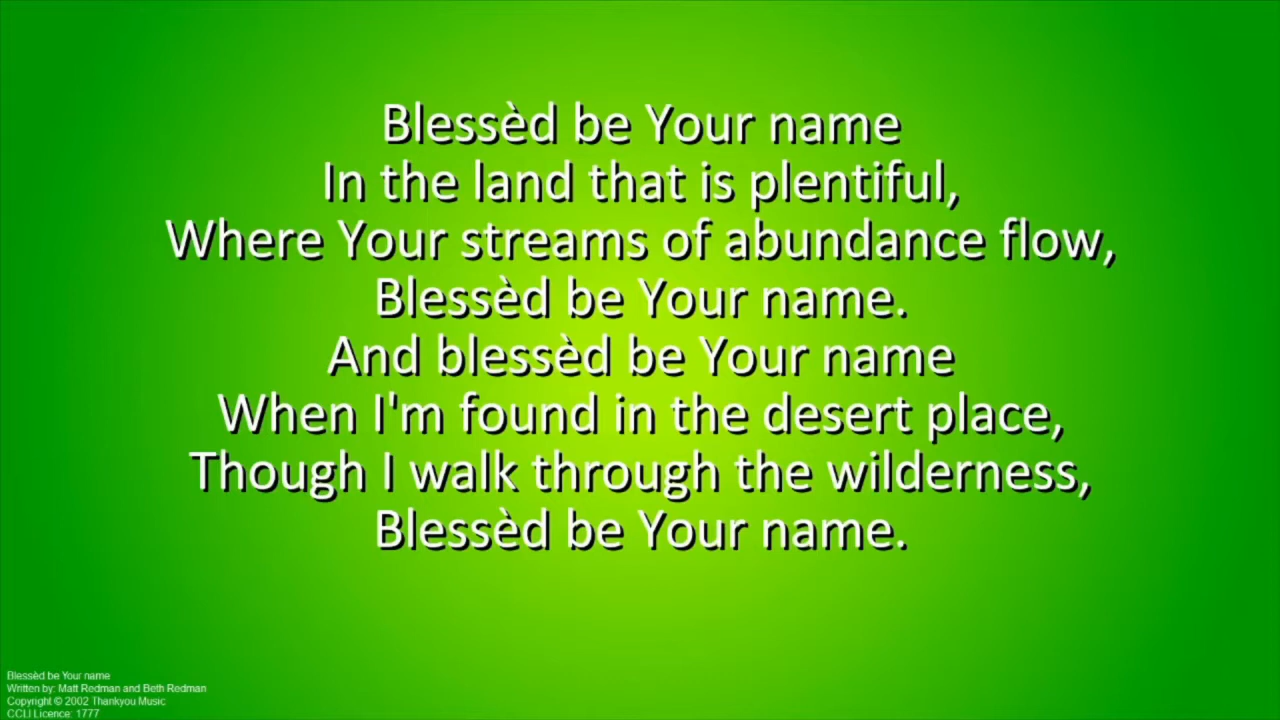 Blessèd be Your name
In the land that is plentiful,
Where Your streams of abundance flow,
Blessèd be Your name.
And blessèd be Your name
When I'm found in the desert place,
Though I walk through the wilderness,
Blessèd be Your name.
Blessèd be Your name
Written by: Matt Redman and Beth Redman
Copyright © 2002 Thankyou Music
CCLI Licence: 1777